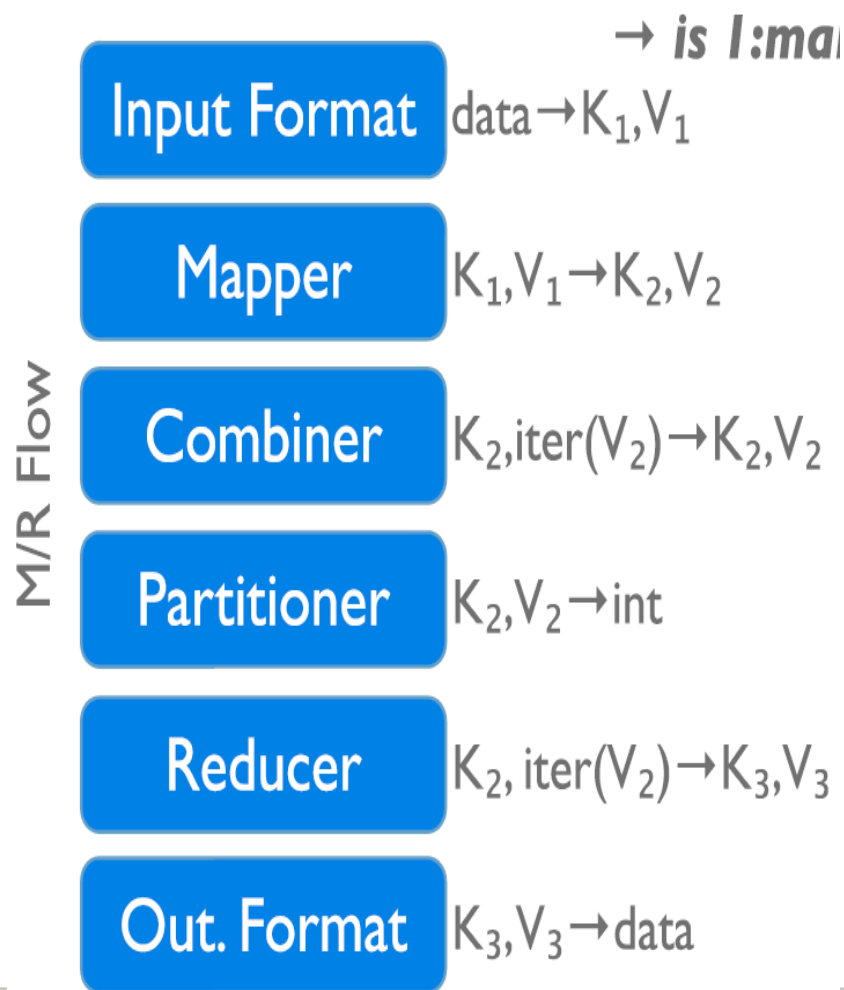 → is 1:ma
Input Format data→K₁,V₁
Mapper K₁,V₁→K₂,V₂
M/R Flow
Combiner K₂,iter(V₂)→K₂,V₂
Partitioner K₂,V₂→int
Reducer K₂, iter(V₂)→K₃,V₃
Out. Format K₃,V₃→data